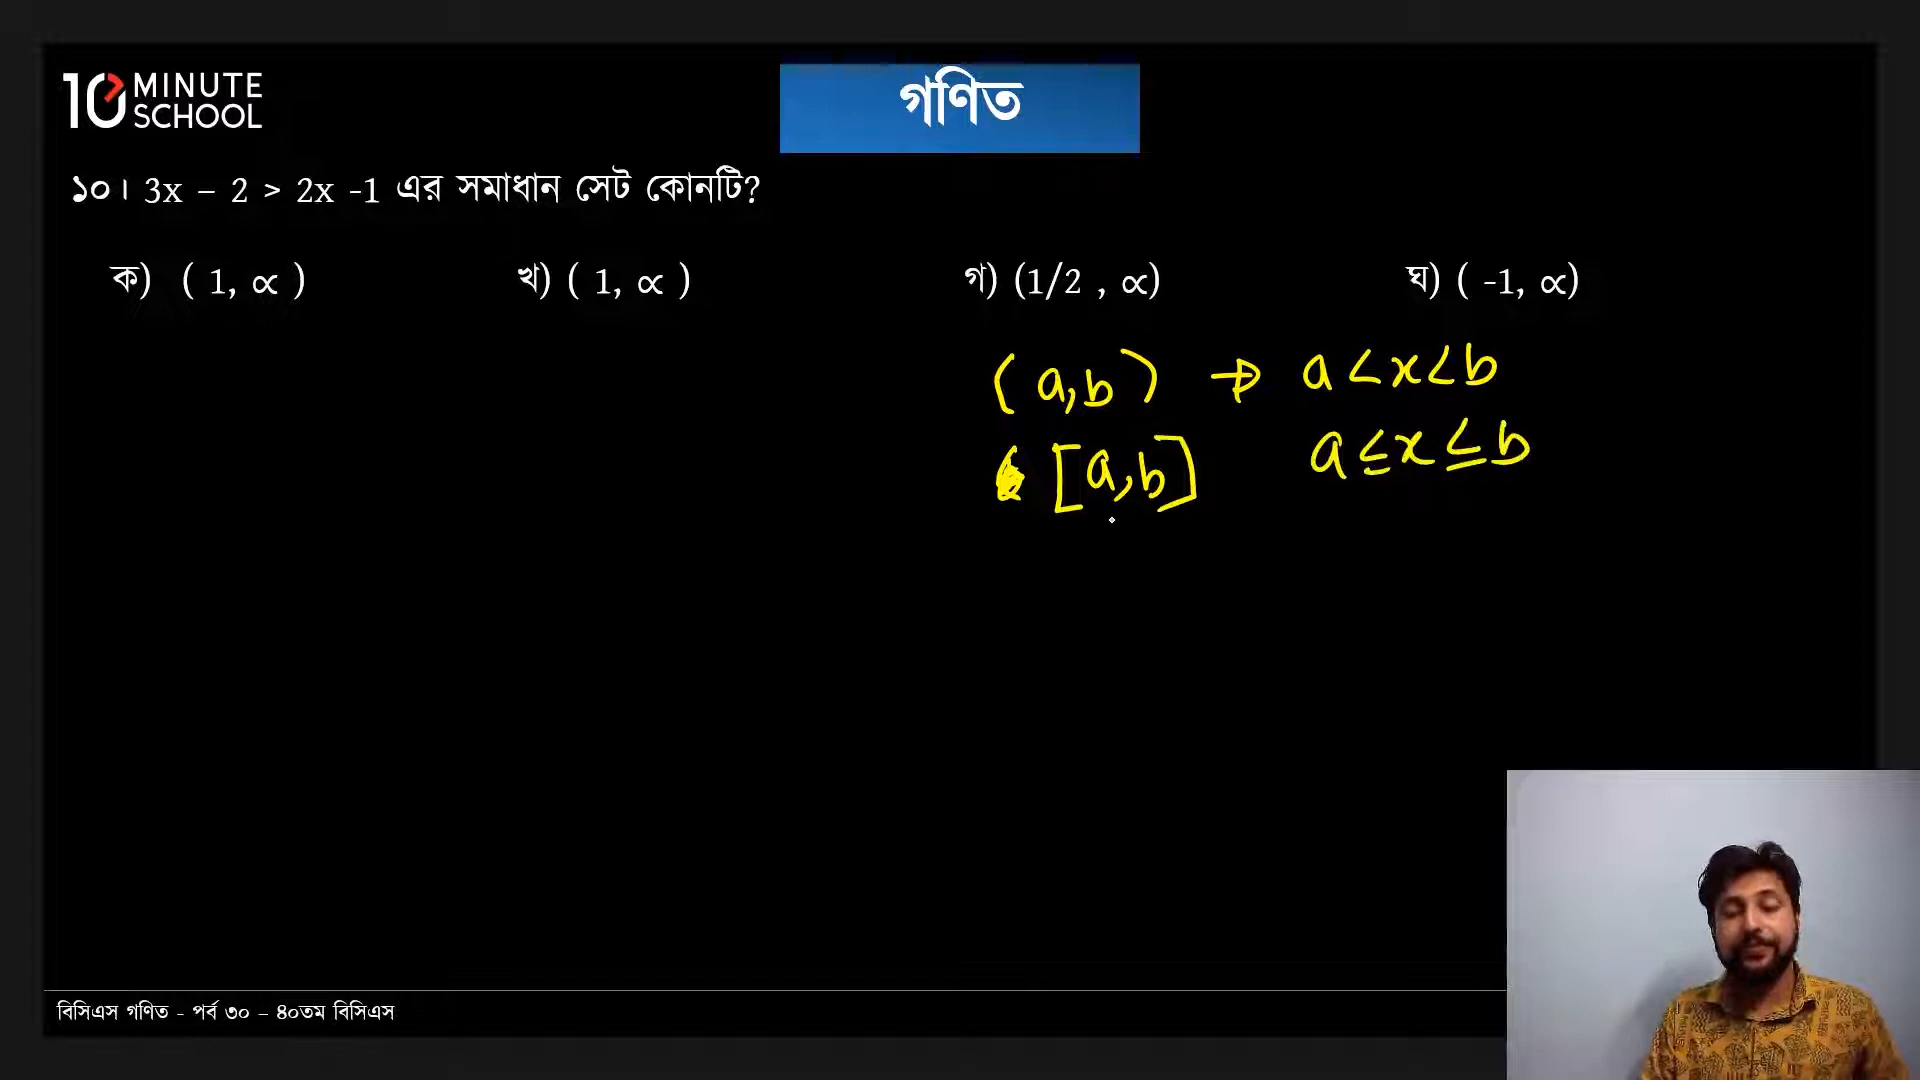 10 MINUTE SCHOOL
গণিত
১০। 3x – 2 > 2x -1 এর সমাধান সেট কোনটি?
ক) ( 1, ∝ ) খ) ( 1, ∝ ) গ) (1/2 , ∝) ঘ) ( -1, ∝)
(a,b) → a<x<b
[a,b] a≤x≤b
বিসিএস গণিত - পর্ব ৩০ – ৪০তম বিসিএস